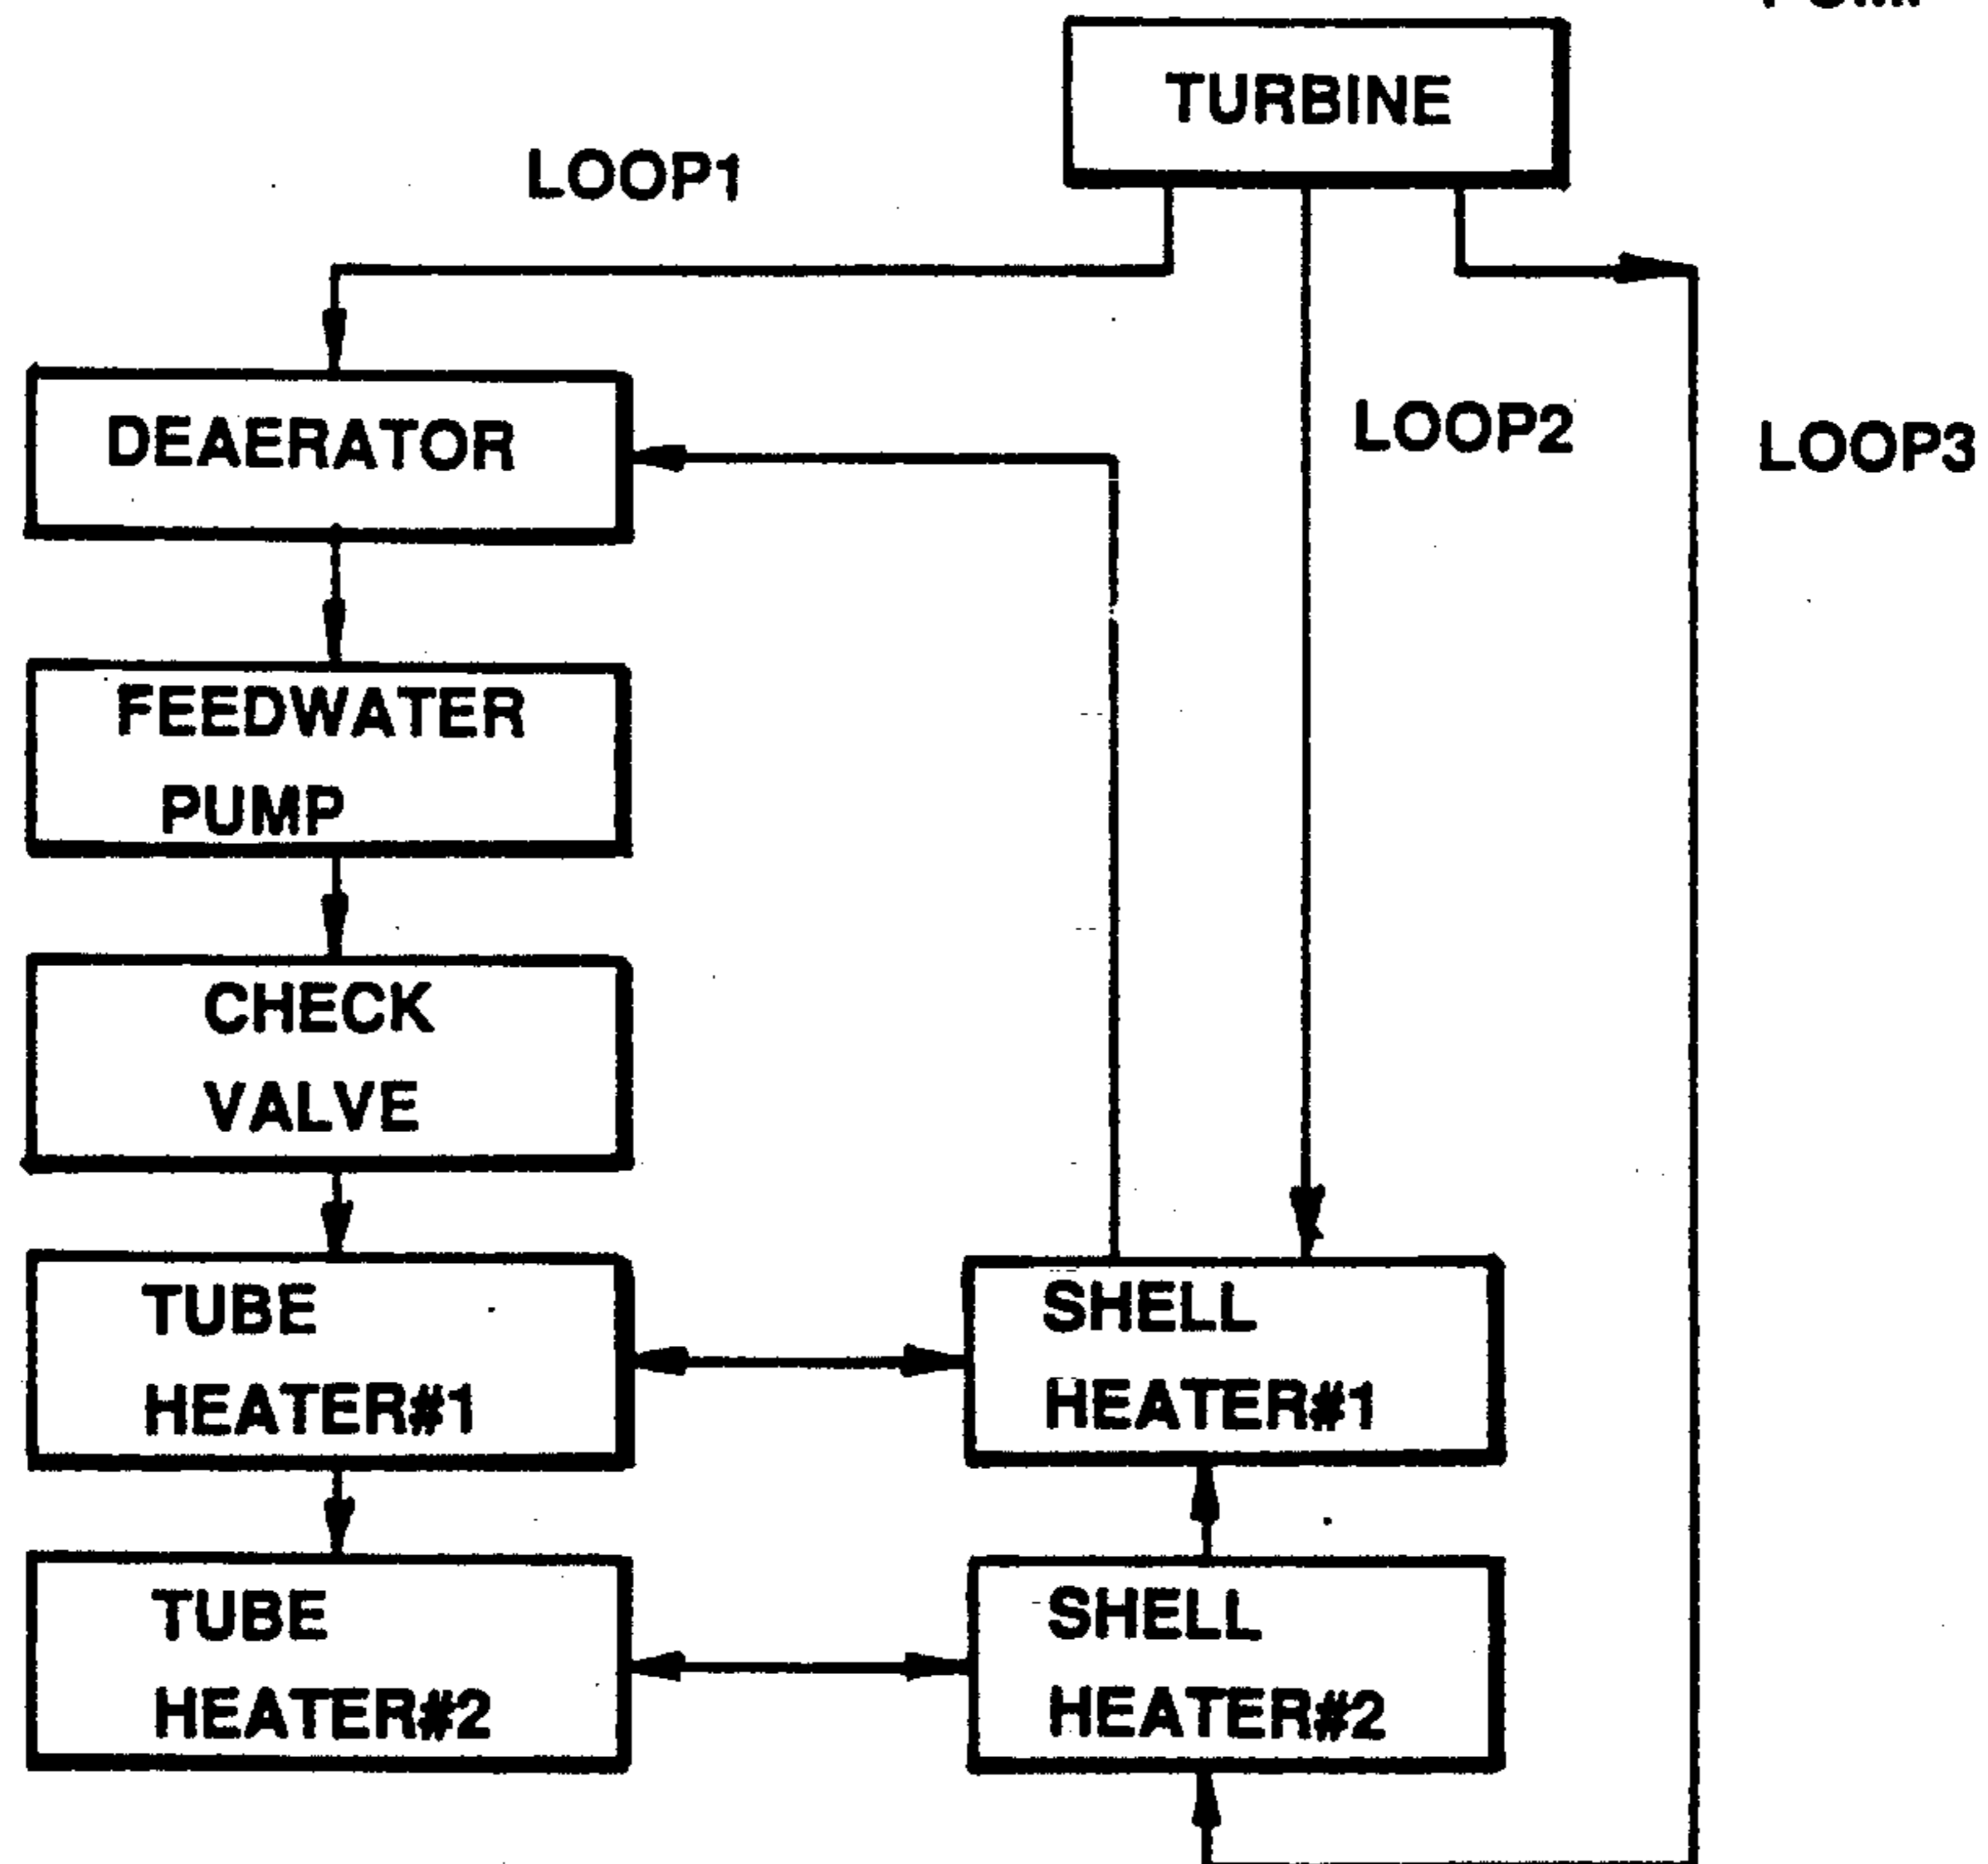 TURBINE
LOOP1
LOOP2
LOOP3
DEAERATOR
FEEDWATER
PUMP
CHECK
VALVE
TUBE
HEATER#1
SHELL
HEATER#1
TUBE
HEATER#2
SHELL
HEATER#2